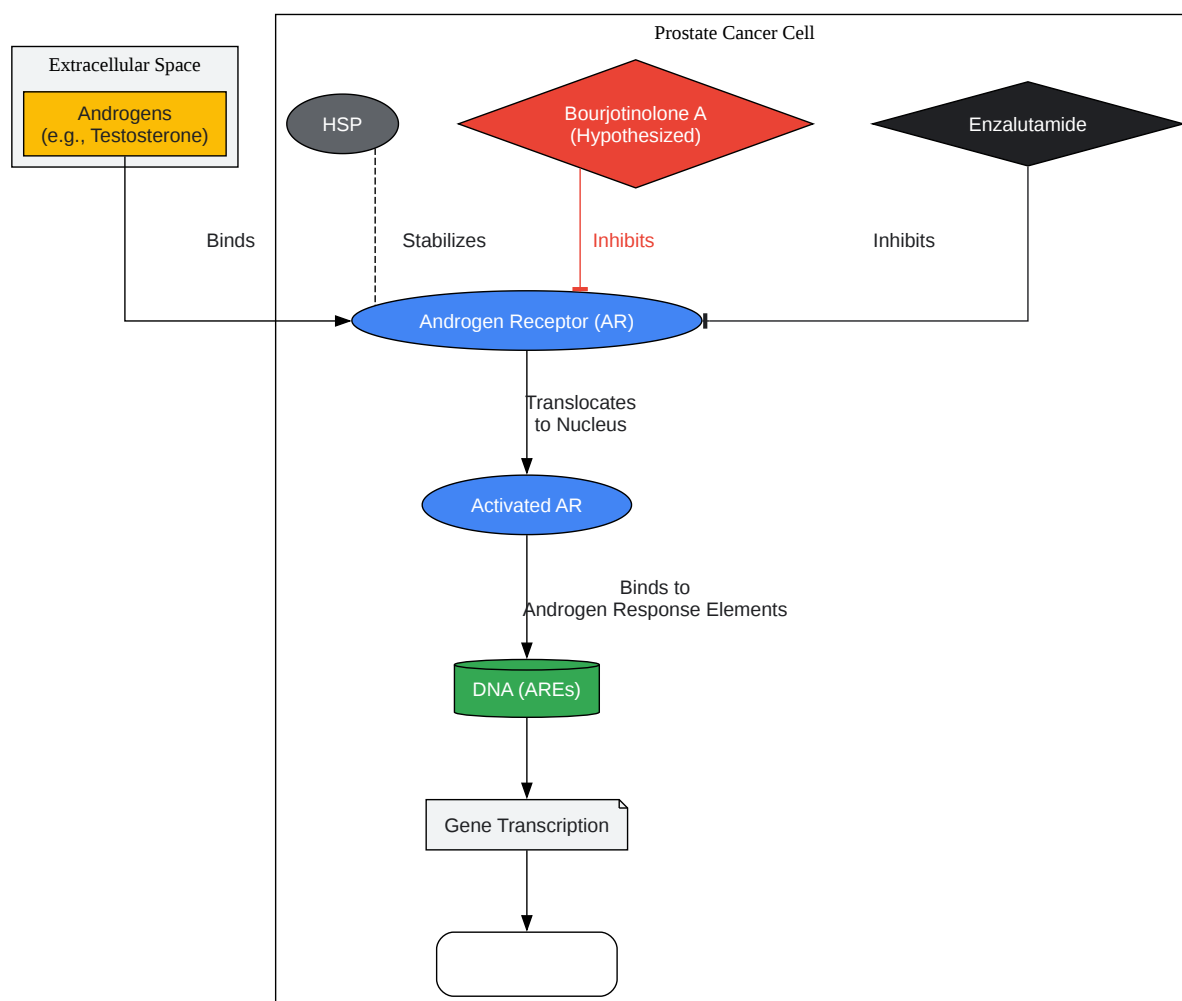 Prostate Cancer Cell
Extracellular Space
Androgens
(e.g., Testosterone)
HSP
Bourjotinolone A
(Hypothesized)
Enzalutamide
Binds
Stabilizes
Inhibits
Inhibits
Androgen Receptor (AR)
Translocates
to Nucleus
Activated AR
Binds to
Androgen Response Elements
DNA (AREs)
Gene Transcription